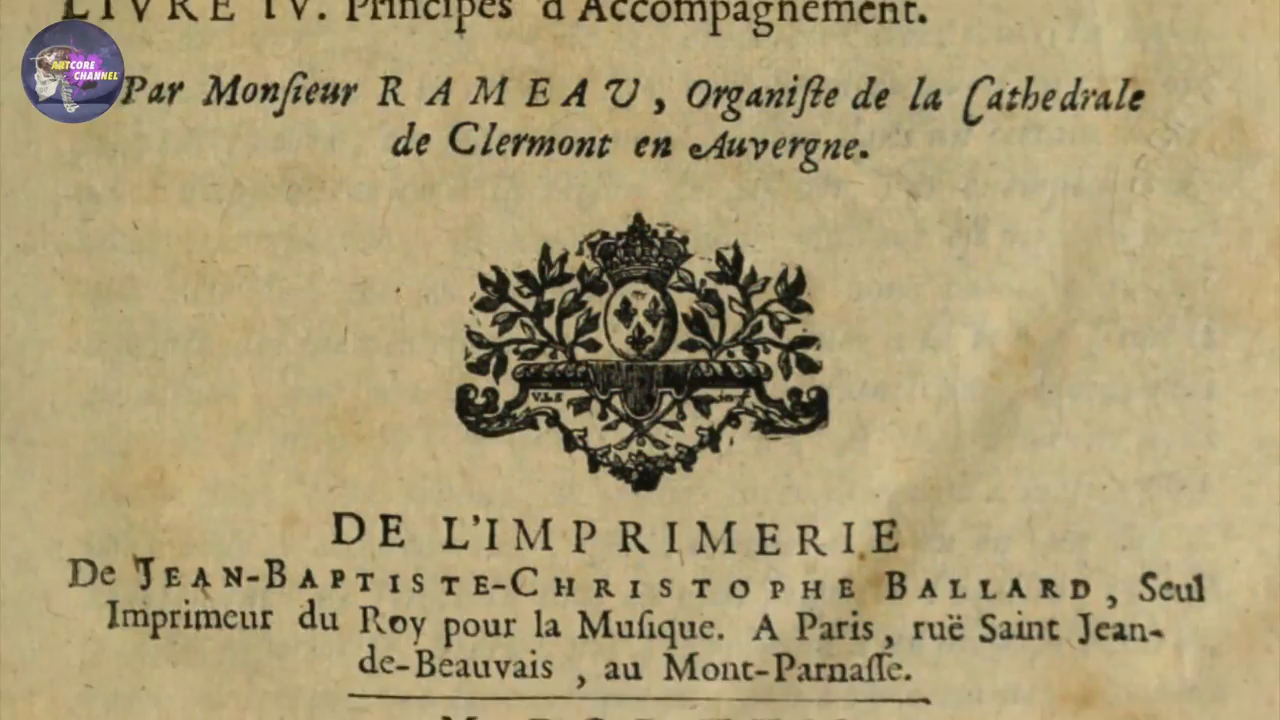 LIVRE IV. Principes d'Accompagnement.
ARTCORE
CHANNEL
Par Monſieur RAMEAU, Organiſte de la Cathedrale
de Clermont en Auvergne.
DE L'IMPRIMERIE
De JEAN-BAPTISTE-CHRISTOPHE BALLARD, Seul
Imprimeur du Roy pour la Muſique. A Paris, ruë Saint Jean-
de-Beauvais, au Mont-Parnaſſe.